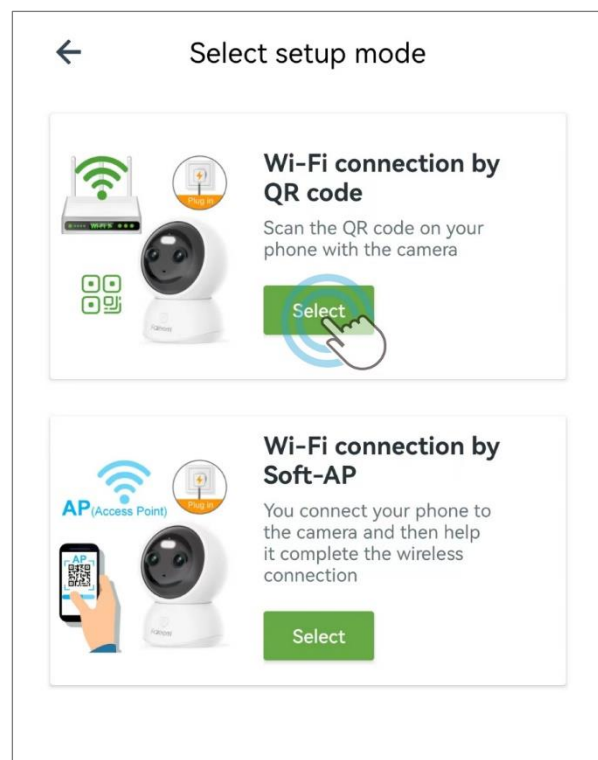 Select setup mode
Wi-Fi connection by
QR code
Scan the QR code on your
phone with the camera
Select
Plug in
Wi-Fi connection by
Soft-AP
You connect your phone to
the camera and then help
it complete the wireless
connection
Select
AP(Access Point)
Plug in
AP